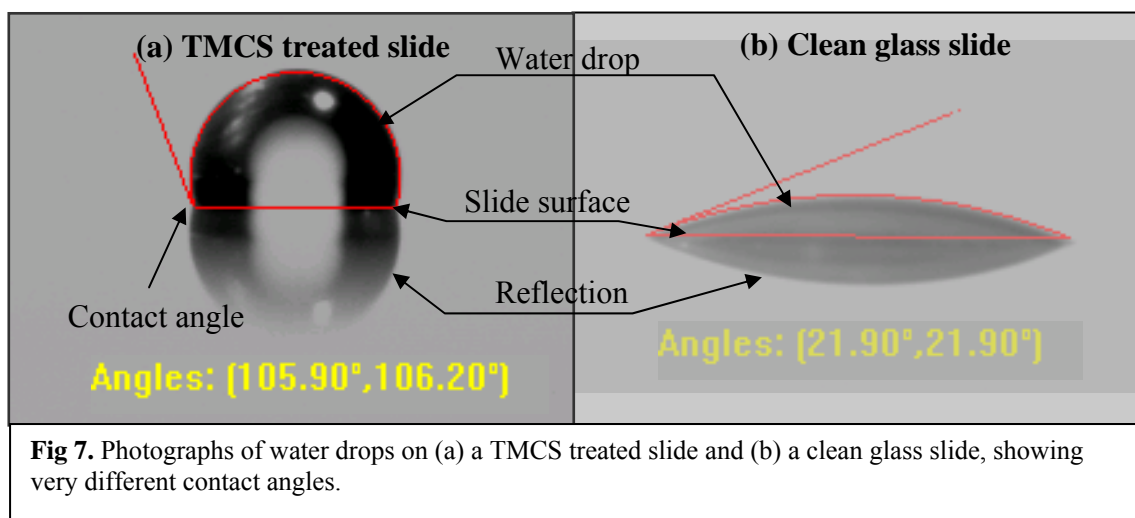 (a) TMCS treated slide
(b) Clean glass slide
Water drop
Slide surface
Reflection
Contact angle
Angles: (105.90°,106.20°)
Angles: (21.90°,21.90°)
Fig 7. Photographs of water drops on (a) a TMCS treated slide and (b) a clean glass slide, showing
very different contact angles.